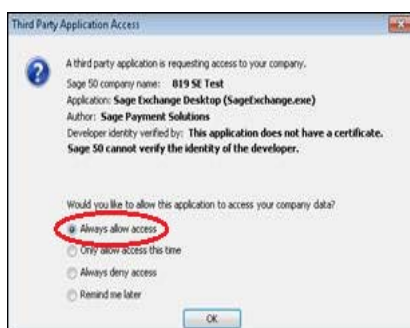 Third Party Application Access
A third party application is requesting access to your company.
Sage 50 company name: 819 SE Test
Application: Sage Exchange Desktop (SageExchange.exe)
Author: Sage Payment Solutions
Developer identity verified by: This application does not have a certificate.
Sage 50 cannot verify the identity of the developer.
Would you like to allow this application to access your company data?
Always allow access
Only allow access this time
Always deny access
Remind me later
OK